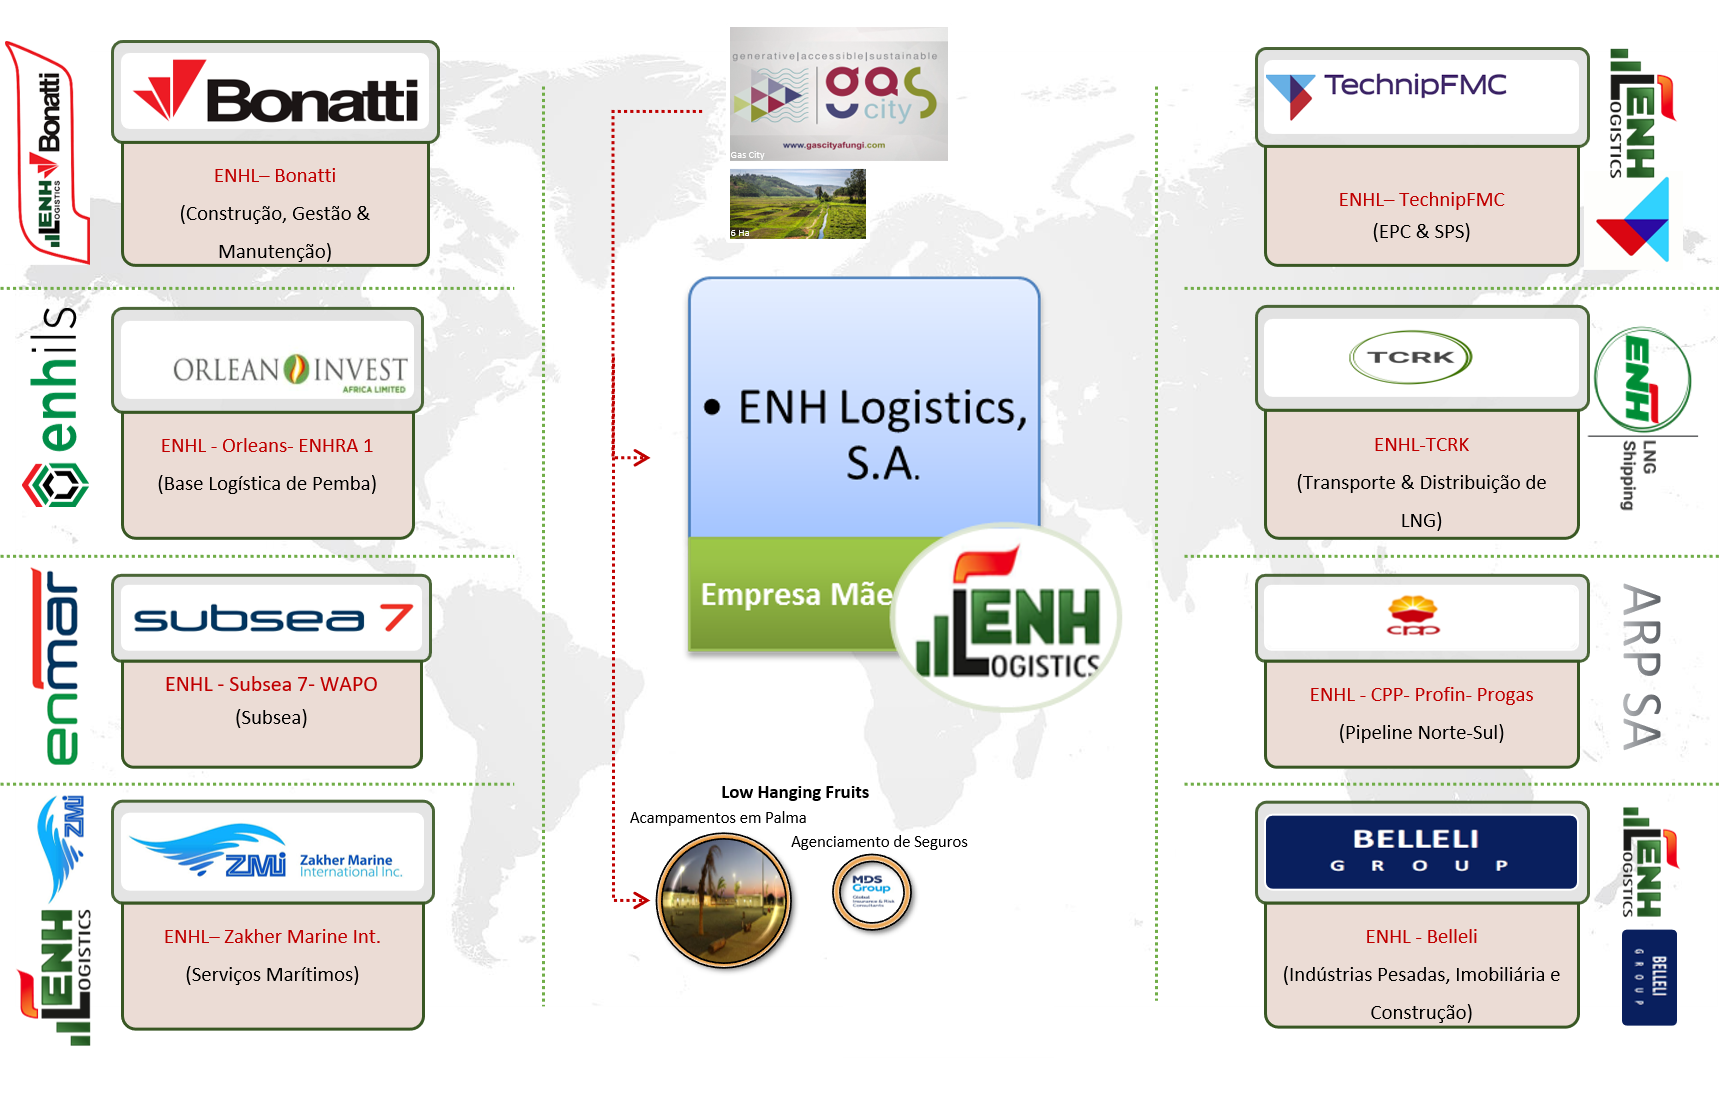 ENH LOGISTICS Bonatti
Bonatti
ENHL– Bonatti
(Construção, Gestão &
Manutenção)
enhils
ORLEAN INVEST
AFRICA LIMITED
ENHL - Orleans- ENHRA 1
(Base Logística de Pemba)
enmar
subsea 7
ENHL - Subsea 7- WAPO
(Subsea)
ZMi
ENH LOGISTICS
ZMi
Zakher Marine
International Inc.
ENHL– Zakher Marine Int.
(Serviços Marítimos)
generative|accessible|sustainable
gas
city
www.gascityafungi.com
Gas City
6 Ha
• ENH Logistics,
S.A.
Empresa Mãe
ENH
LOGISTICS
Low Hanging Fruits
Acampamentos em Palma
Agenciamento de Seguros
MDS
Group
Global
Insurance & Risk
Consultants
TechnipFMC
ENHL– TechnipFMC
(EPC & SPS)
ENH
LOGISTICS
TCRK
ENHL-TCRK
(Transporte & Distribuição de
LNG)
ENH
LNG
Shipping
cpp
ENHL - CPP- Profin- Progas
(Pipeline Norte-Sul)
ARP SA
BELLELI
GROUP
ENHL - Belleli
(Indústrias Pesadas, Imobiliária e
Construção)
ENH
LOGISTICS
BELLELI
GROUP